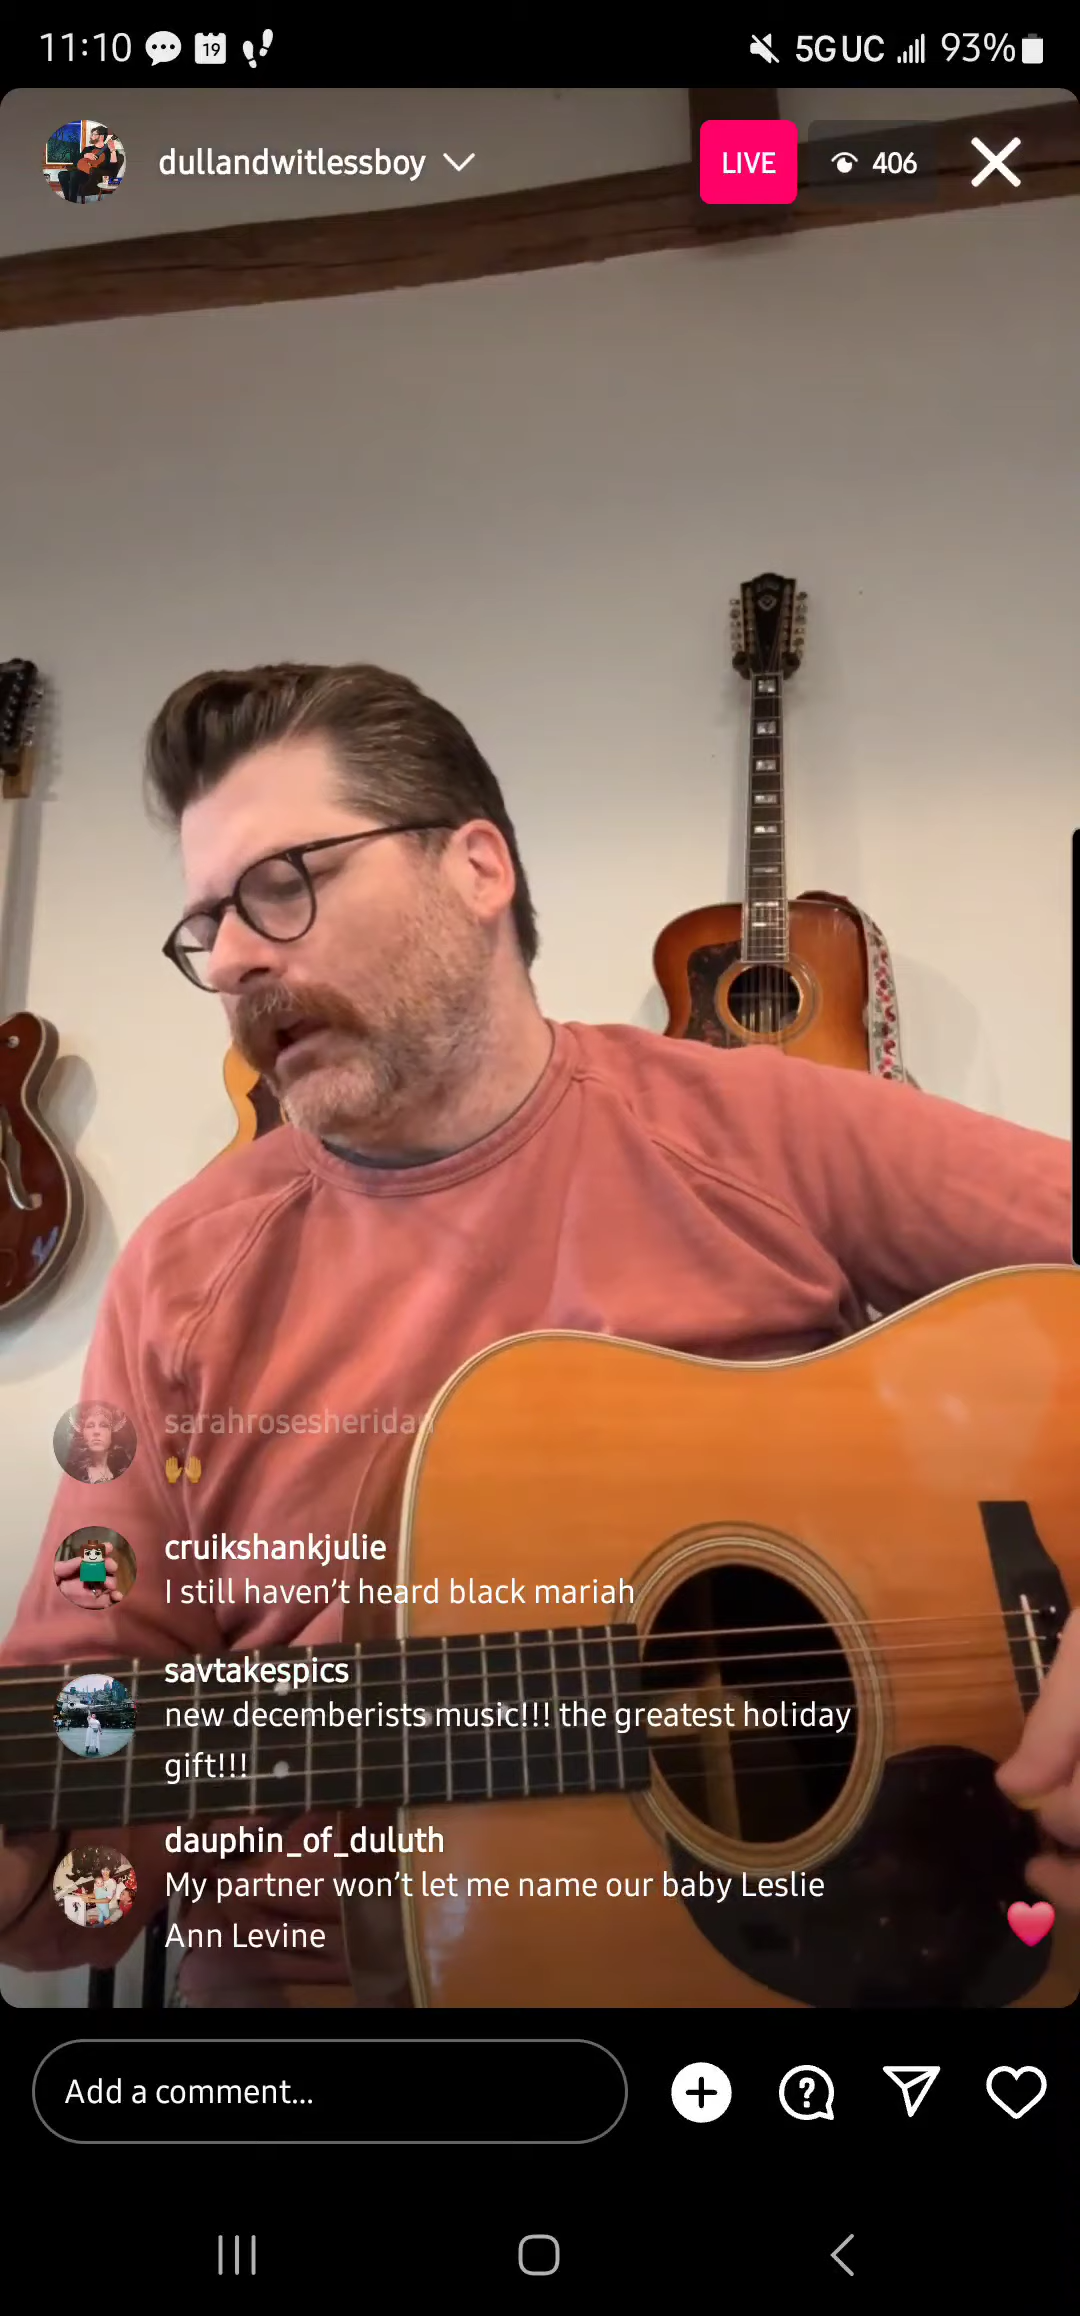 11:10 19 5G UC 93%
dullandwitlessboy LIVE 406
sarahrosesheridan
🙌
cruikshankjulie
I still haven't heard black mariah
savtakespics
new decemberists music!!! the greatest holiday
gift!!!
dauphin_of_duluth
My partner won't let me name our baby Leslie
Ann Levine
Add a comment...